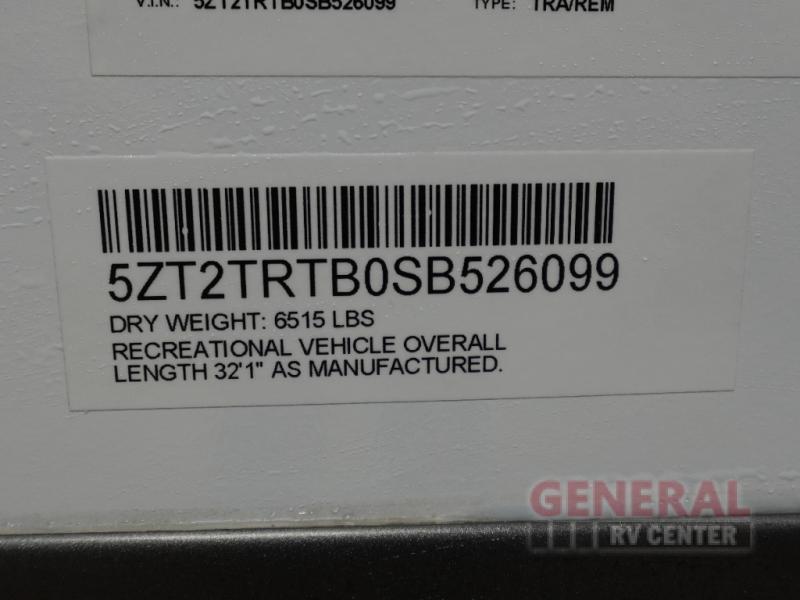 V.I.N.: 5ZT2TRTB0SB526099 TYPE: TRA/REM
5ZT2TRTB0SB526099
DRY WEIGHT: 6515 LBS
RECREATIONAL VEHICLE OVERALL
LENGTH 32'1" AS MANUFACTURED.
GENERAL
RV CENTER